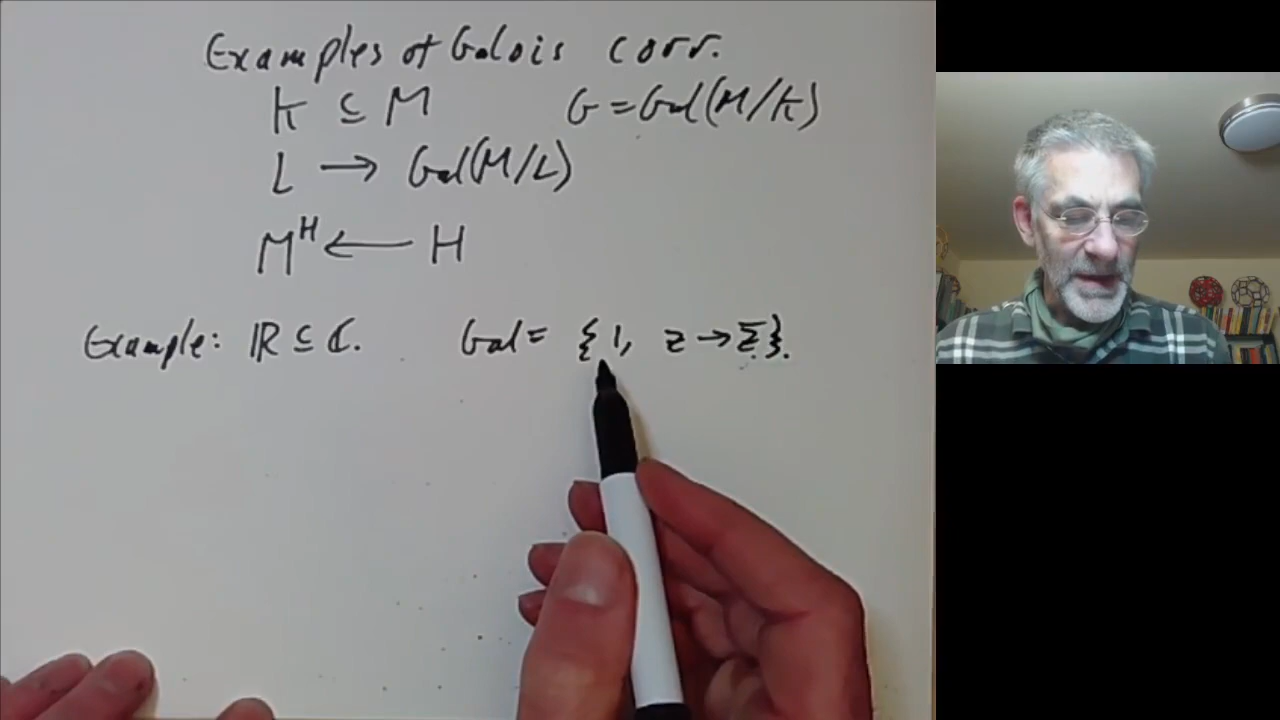 Examples of Galois corr.
K ⊆ M G = Gal(M/K)
L → Gal(M/L)
M^H ← H
Example: ℝ ⊆ ℂ. Gal = {1, z → z̄}.